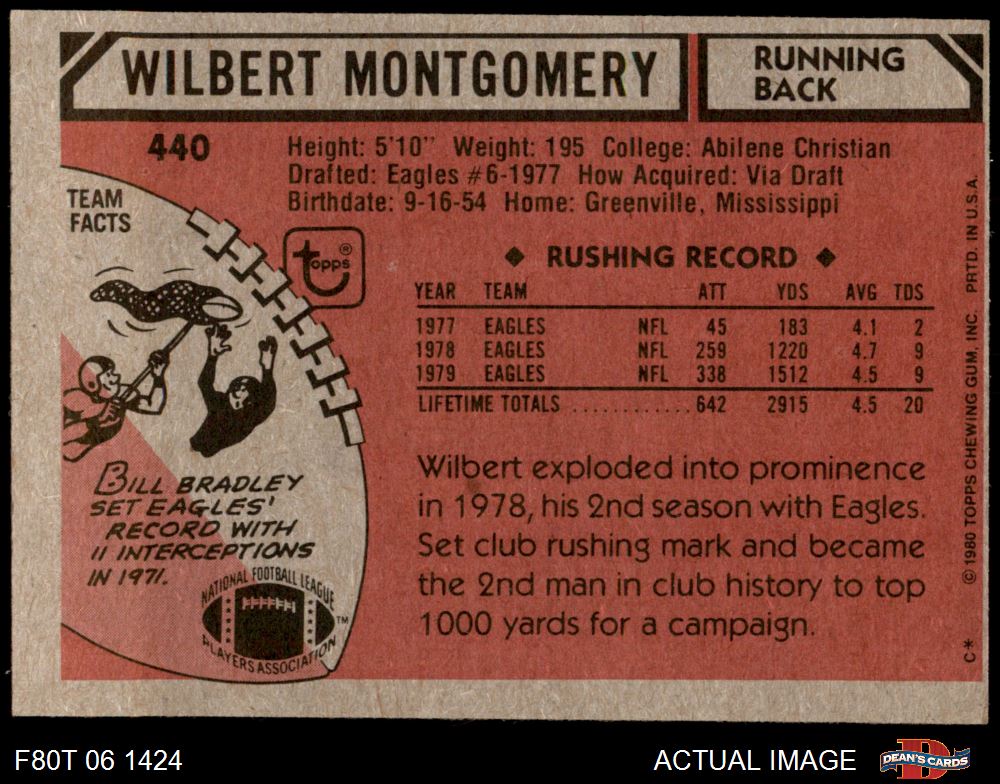 WILBERT MONTGOMERY
RUNNING
BACK
440
Height: 5'10" Weight: 195 College: Abilene Christian
Drafted: Eagles #6-1977 How Acquired: Via Draft
Birthdate: 9-16-54 Home: Greenville, Mississippi
TEAM
FACTS
topps®
◆ RUSHING RECORD ◆
YEAR TEAM ATT YDS AVG TDS
1977 EAGLES NFL 45 183 4.1 2
1978 EAGLES NFL 259 1220 4.7 9
1979 EAGLES NFL 338 1512 4.5 9
LIFETIME TOTALS ............ 642 2915 4.5 20
BILL BRADLEY
SET EAGLES'
RECORD WITH
11 INTERCEPTIONS
IN 1971.
NATIONAL FOOTBALL LEAGUE
PLAYERS ASSOCIATION
TM
Wilbert exploded into prominence
in 1978, his 2nd season with Eagles.
Set club rushing mark and became
the 2nd man in club history to top
1000 yards for a campaign.
C* © 1980 TOPPS CHEWING GUM, INC. PRTD. IN U.S.A.
F80T 06 1424
ACTUAL IMAGE
DEAN'S CARDS